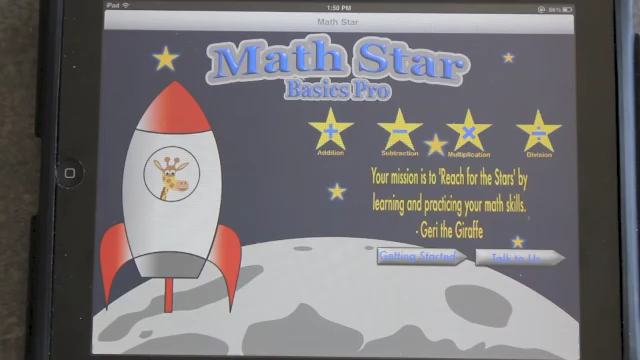 iPad 1:50 PM 86%
Math Star
Math Star
Basics Pro
+ − × ÷
Addition Subtraction Multiplication Division
Your mission is to 'Reach for the Stars' by
learning and practicing your math skills.
- Geri the Giraffe
Getting Started Talk to Us